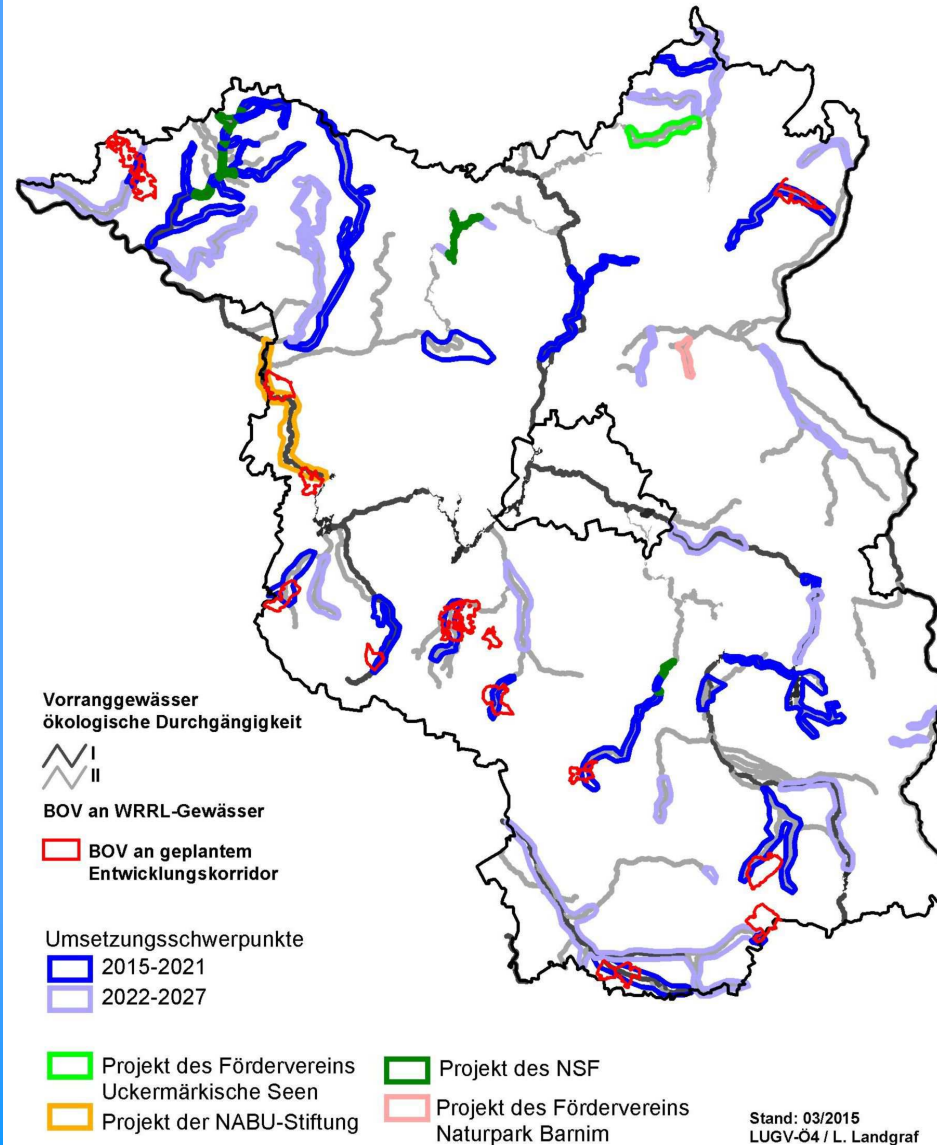 Vorranggewässer
ökologische Durchgängigkeit
I
II
BOV an WRRL-Gewässer
BOV an geplantem
Entwicklungskorridor
Umsetzungsschwerpunkte
2015-2021
2022-2027
Projekt des Fördervereins
Uckermärkische Seen
Projekt der NABU-Stiftung
Projekt des NSF
Projekt des Fördervereins
Naturpark Barnim
Stand: 03/2015
LUGV-Ö4 / L. Landgraf